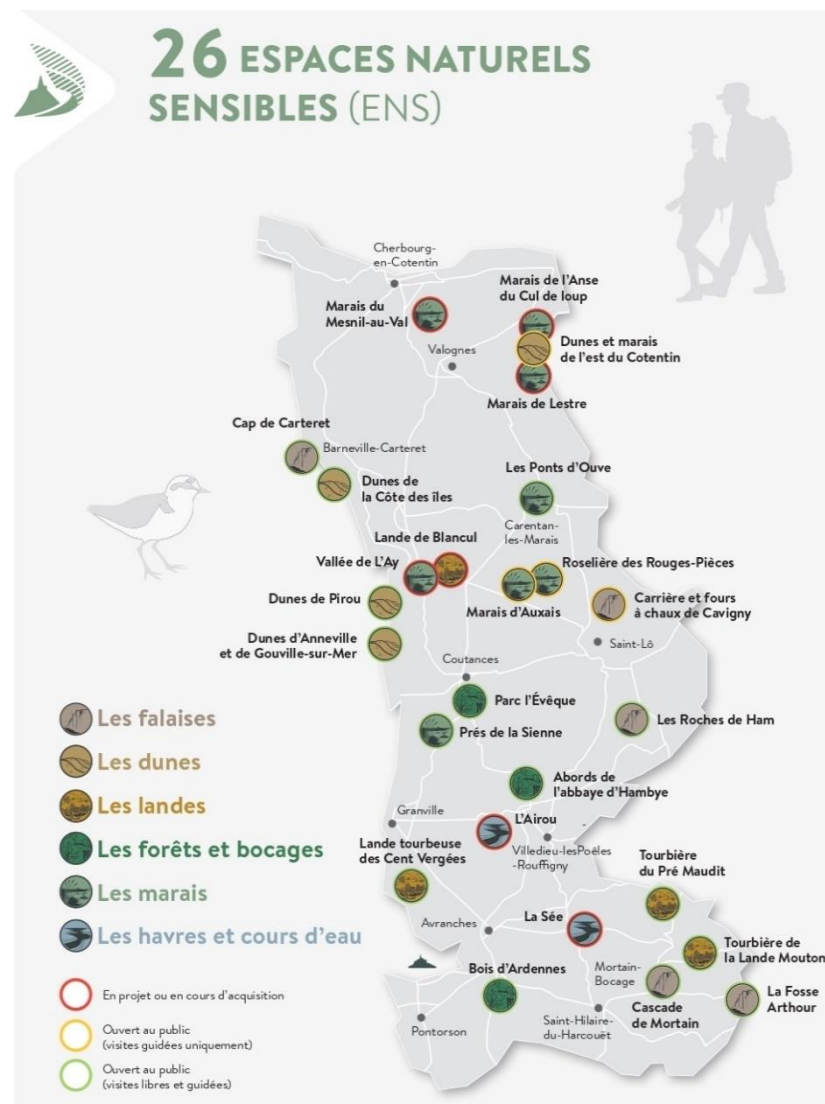 26 ESPACES NATURELS
SENSIBLES (ENS)
Cherbourg-
en-Cotentin
Marais de l'Anse
du Cul de loup
Marais du
Mesnil-au-Val
Dunes et marais
de l'est du Cotentin
Valognes
Marais de Lestre
Cap de Carteret
Barneville-Carteret
Les Ponts d'Ouve
Dunes de
la Côte des îles
Carentan-
les-Marais
Lande de Blancul
Vallée de L'Ay
Roselière des Rouges-Pièces
Dunes de Pirou
Marais d'Auxais
Carrière et fours
à chaux de Cavigny
Dunes d'Anneville
et de Gouville-sur-Mer
Saint-Lô
Coutances
Parc l'Évêque
Les Roches de Ham
Prés de la Sienne
Abords de
l'abbaye d'Hambye
Granville
L'Airou
Lande tourbeuse
des Cent Vergées
Villedieu-lesPoëles
-Rouffigny
Tourbière
du Pré Maudit
Avranches
La Sée
Tourbière de
la Lande Mouton
Bois d'Ardennes
Mortain-
Bocage
La Fosse
Arthour
Cascade
de Mortain
Pontorson
Saint-Hilaire-
du-Harcouët
Les falaises
Les dunes
Les landes
Les forêts et bocages
Les marais
Les havres et cours d'eau
En projet ou en cours d'acquisition
Ouvert au public
(visites guidées uniquement)
Ouvert au public
(visites libres et guidées)